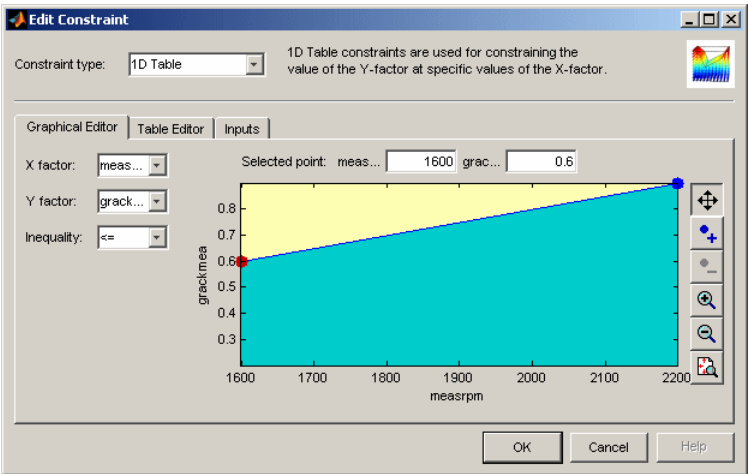 Edit Constraint
Constraint type: 1D Table
1D Table constraints are used for constraining the
value of the Y-factor at specific values of the X-factor.
Graphical Editor Table Editor Inputs
X factor: meas...
Y factor: grack...
Inequality: <=
Selected point: meas... 1600 grac... 0.6
0.8
0.7
0.6
0.5
0.4
0.3
grackmea
1600 1700 1800 1900 2000 2100 2200
measrpm
OK Cancel Help